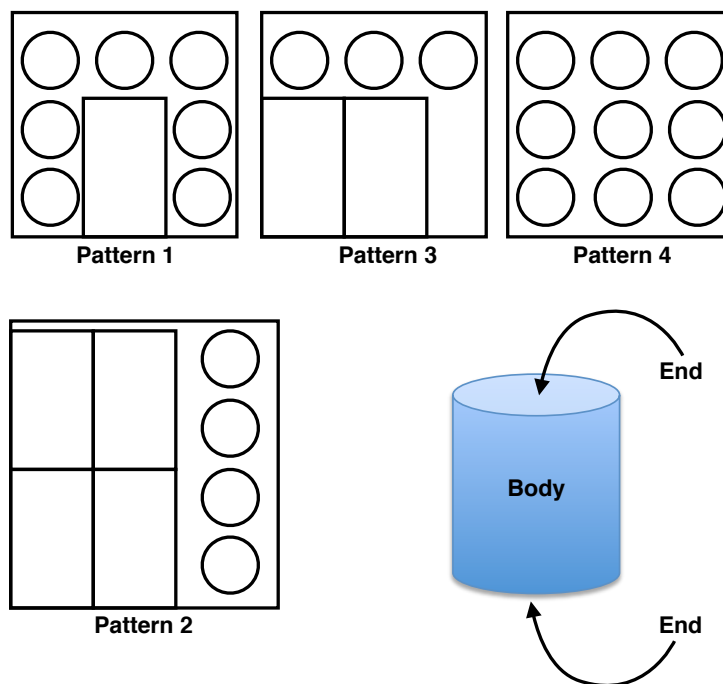 Pattern 1
Pattern 3
Pattern 4
End
Body
Pattern 2
End